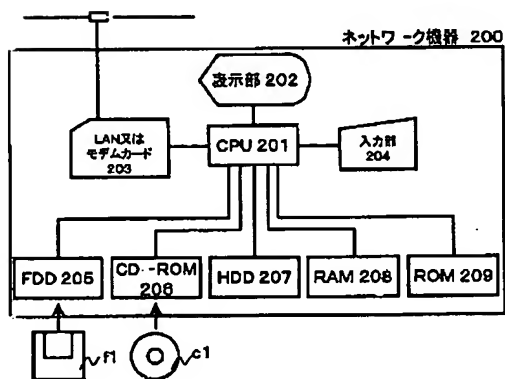 ネットワーク機器 200
表示部 202
LAN又は
モデムカード
203
CPU 201
入力部
204
FDD 205
CD--ROM
206
HDD 207
RAM 208
ROM 209
f1
c1